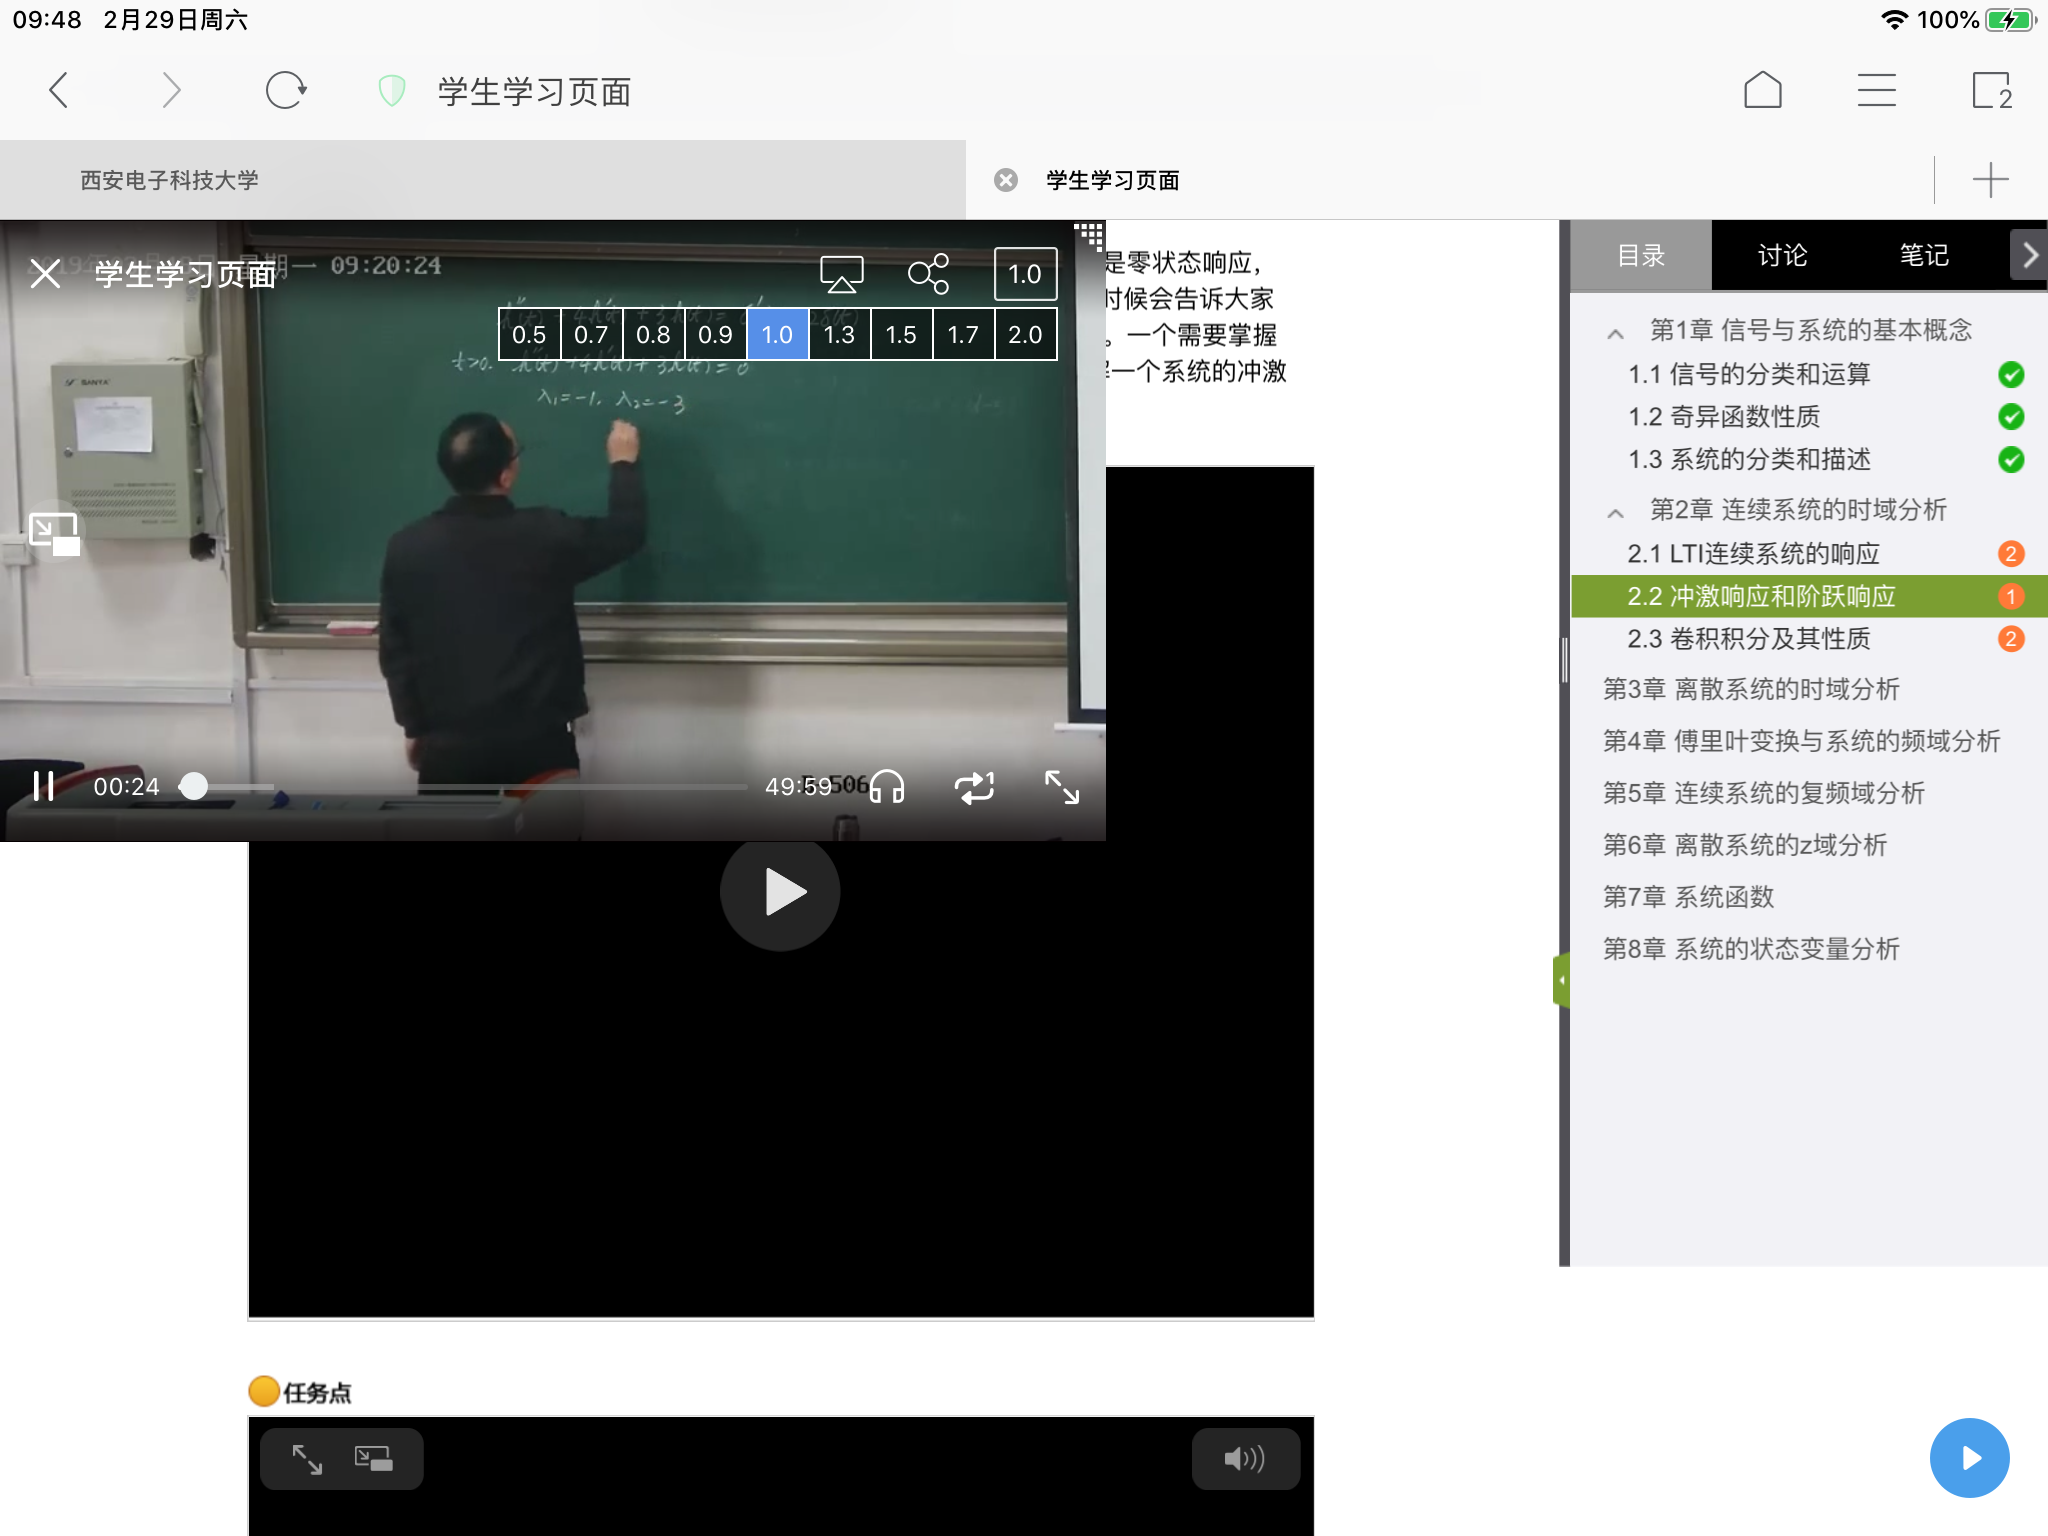 09:48 2月29日周六
100%
学生学习页面
2
西安电子科技大学
学生学习页面
星期一 09:20:24
学生学习页面
1.0
0.5 0.7 0.8 0.9 1.0 1.3 1.5 1.7 2.0
t>0.
λ₁=-1, λ₂=-3
SANYA
00:24
49:59
506
1
是零状态响应，
时候会告诉大家
。一个需要掌握
一个系统的冲激
任务点
目录 讨论 笔记
第1章 信号与系统的基本概念
1.1 信号的分类和运算
1.2 奇异函数性质
1.3 系统的分类和描述
第2章 连续系统的时域分析
2.1 LTI连续系统的响应 2
2.2 冲激响应和阶跃响应 1
2.3 卷积积分及其性质 2
第3章 离散系统的时域分析
第4章 傅里叶变换与系统的频域分析
第5章 连续系统的复频域分析
第6章 离散系统的z域分析
第7章 系统函数
第8章 系统的状态变量分析